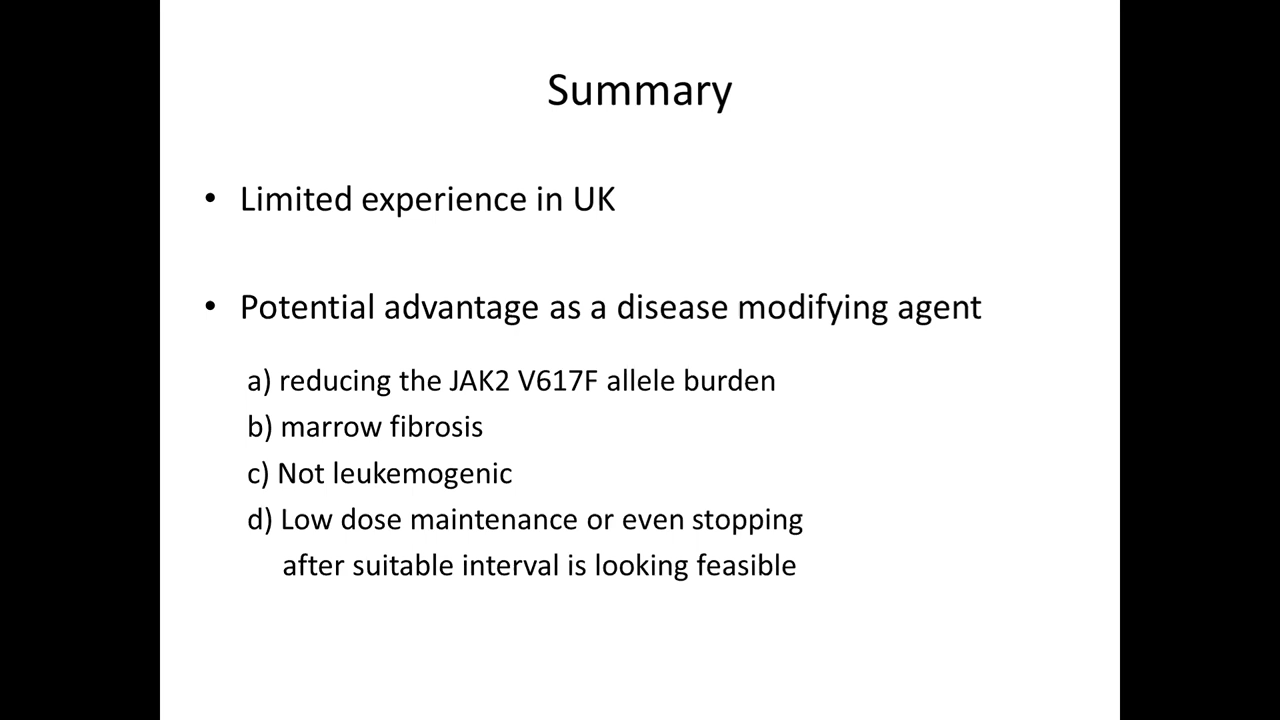 Summary
• Limited experience in UK
• Potential advantage as a disease modifying agent
a) reducing the JAK2 V617F allele burden
b) marrow fibrosis
c) Not leukemogenic
d) Low dose maintenance or even stopping
after suitable interval is looking feasible